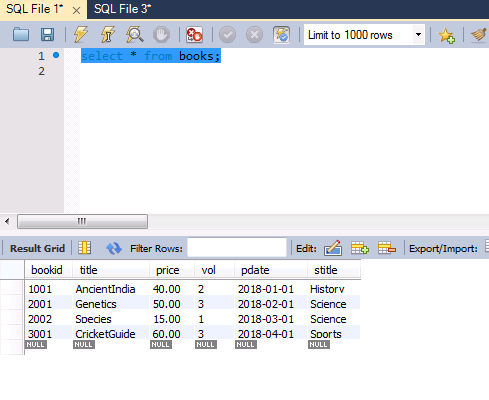 SQL File 1* × SQL File 3*
Limit to 1000 rows
1 select * from books;
2
Result Grid Filter Rows: Edit: Export/Import:
bookid title price vol pdate stitle
1001 AncientIndia 40.00 2 2018-01-01 History
2001 Genetics 50.00 3 2018-02-01 Science
2002 Species 15.00 1 2018-03-01 Science
3001 CricketGuide 60.00 3 2018-04-01 Sports
NULL NULL NULL NULL NULL NULL